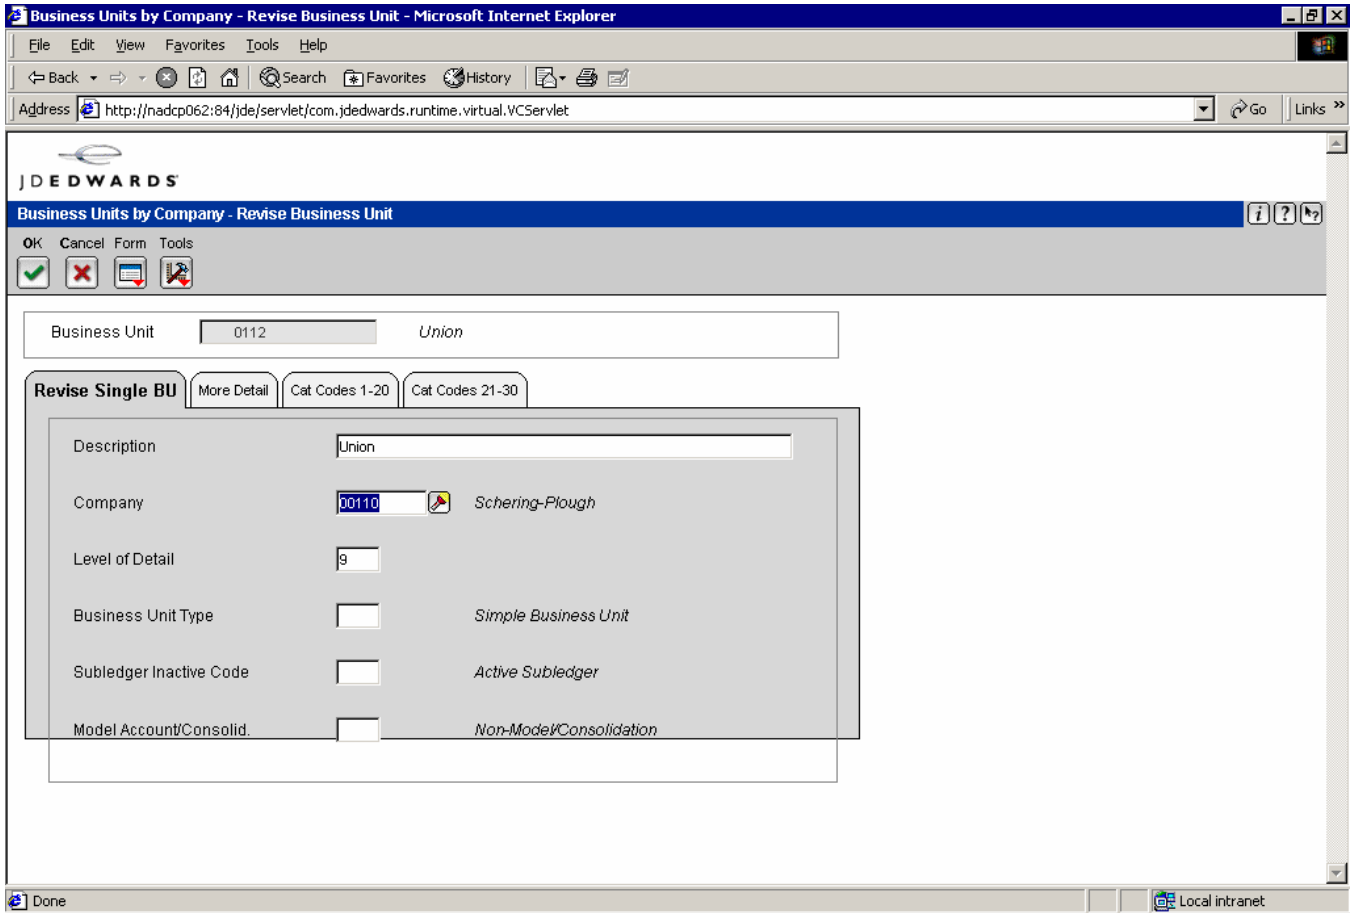 Business Units by Company - Revise Business Unit - Microsoft Internet Explorer
File Edit View Favorites Tools Help
Back Search Favorites History
Address http://nadcp062:84/jde/servlet/com.jdedwards.runtime.virtual.VCServlet Go Links »
JDEDWARDS
Business Units by Company - Revise Business Unit i ? ?
OK Cancel Form Tools
Business Unit 0112 Union
Revise Single BU More Detail Cat Codes 1-20 Cat Codes 21-30
Description Union
Company 00110 Schering-Plough
Level of Detail 9
Business Unit Type Simple Business Unit
Subledger Inactive Code Active Subledger
Model Account/Consolid. Non-Model/Consolidation
Done Local intranet